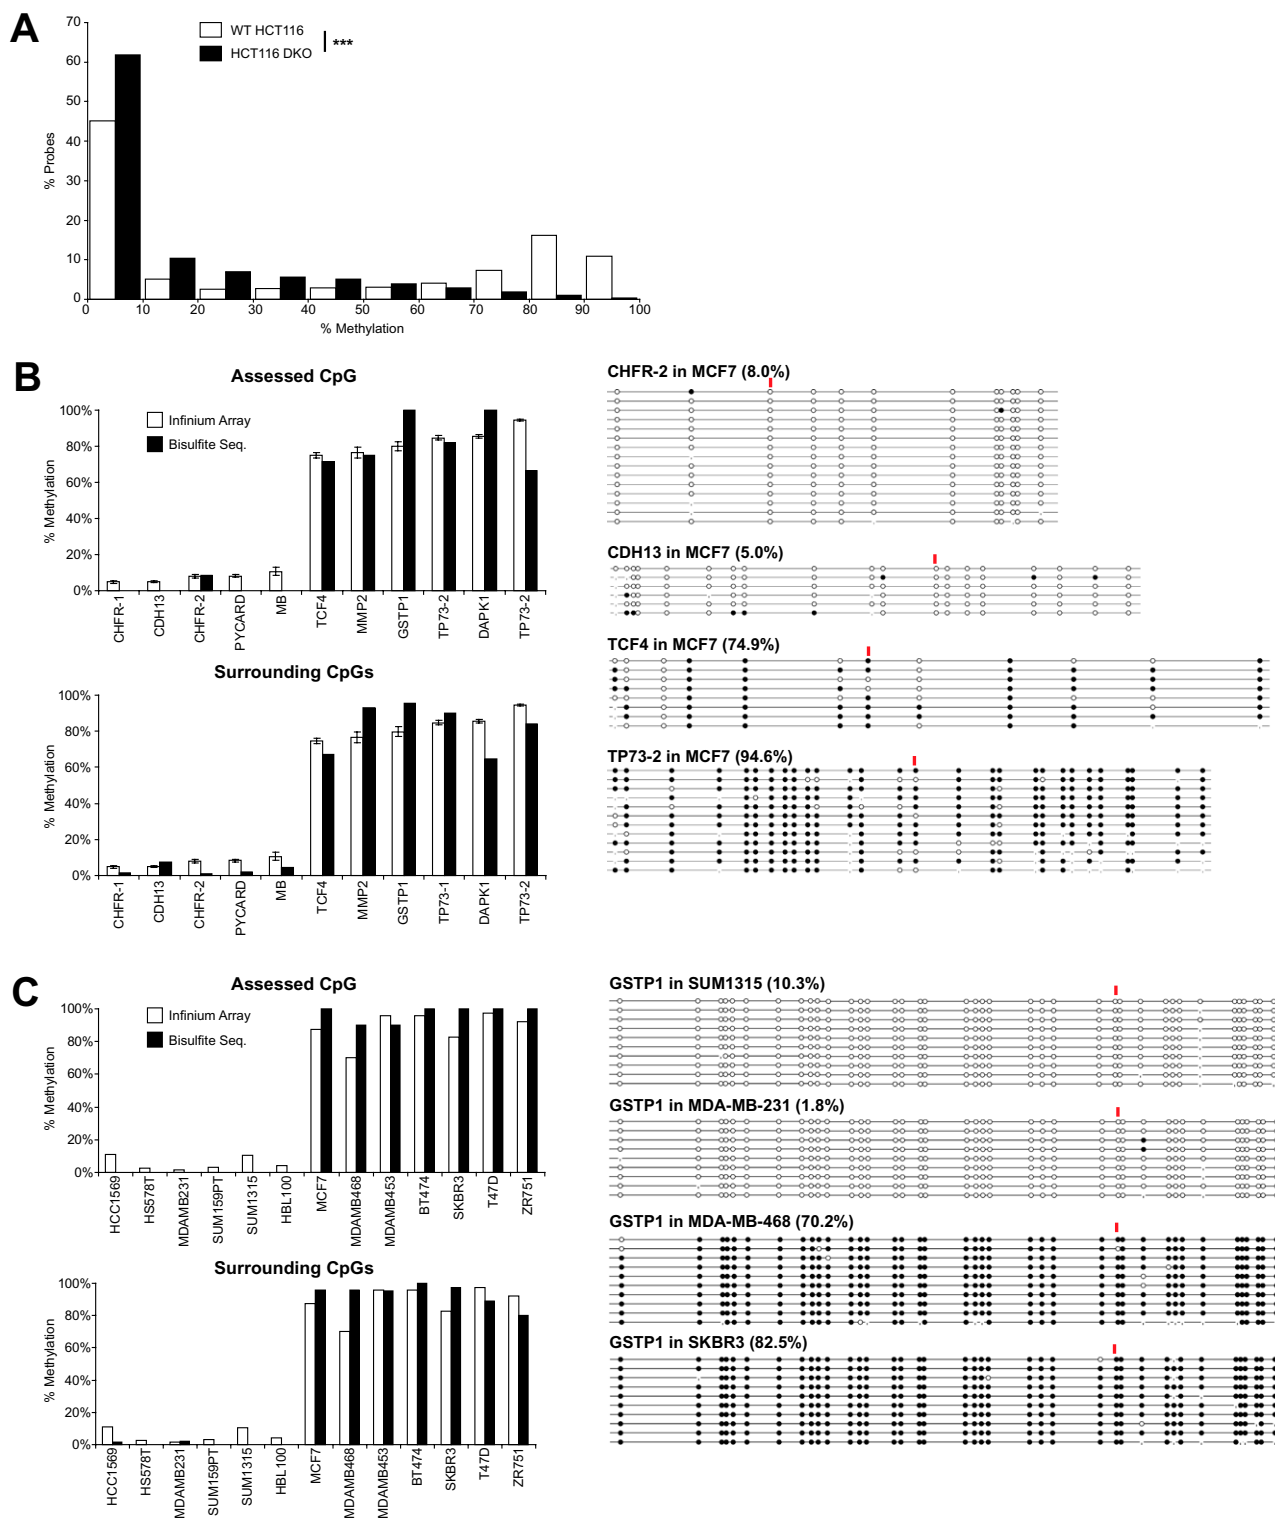 A
WT HCT116
HCT116 DKO
***
% Probes
70
60
50
40
30
20
10
0
0 10 20 30 40 50 60 70 80 90 100
% Methylation
B
Assessed CpG
Infinium Array
Bisulfite Seq.
% Methylation
100%
80%
60%
40%
20%
0%
CHFR-1 CDH13 CHFR-2 PYCARD MB TCF4 MMP2 GSTP1 TP73-2 DAPK1 TP73-2
Surrounding CpGs
% Methylation
100%
80%
60%
40%
20%
0%
CHFR-1 CDH13 CHFR-2 PYCARD MB TCF4 MMP2 GSTP1 TP73-1 DAPK1 TP73-2
CHFR-2 in MCF7 (8.0%)
CDH13 in MCF7 (5.0%)
TCF4 in MCF7 (74.9%)
TP73-2 in MCF7 (94.6%)
C
Assessed CpG
Infinium Array
Bisulfite Seq.
% Methylation
100%
80%
60%
40%
20%
0%
HCC1569 HS578T MDAMB231 SUM159PT SUM1315 HBL100 MCF7 MDAMB468 MDAMB453 BT474 SKBR3 T47D ZR751
Surrounding CpGs
% Methylation
100%
80%
60%
40%
20%
0%
HCC1569 HS578T MDAMB231 SUM159PT SUM1315 HBL100 MCF7 MDAMB468 MDAMB453 BT474 SKBR3 T47D ZR751
GSTP1 in SUM1315 (10.3%)
GSTP1 in MDA-MB-231 (1.8%)
GSTP1 in MDA-MB-468 (70.2%)
GSTP1 in SKBR3 (82.5%)